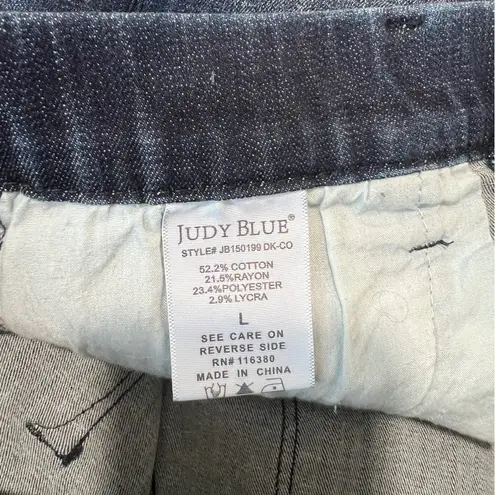 JUDY BLUE®
STYLE# JB150199 DK-CO
52.2% COTTON
21.5%RAYON
23.4%POLYESTER
2.9% LYCRA
L
SEE CARE ON
REVERSE SIDE
RN# 116380
MADE IN CHINA